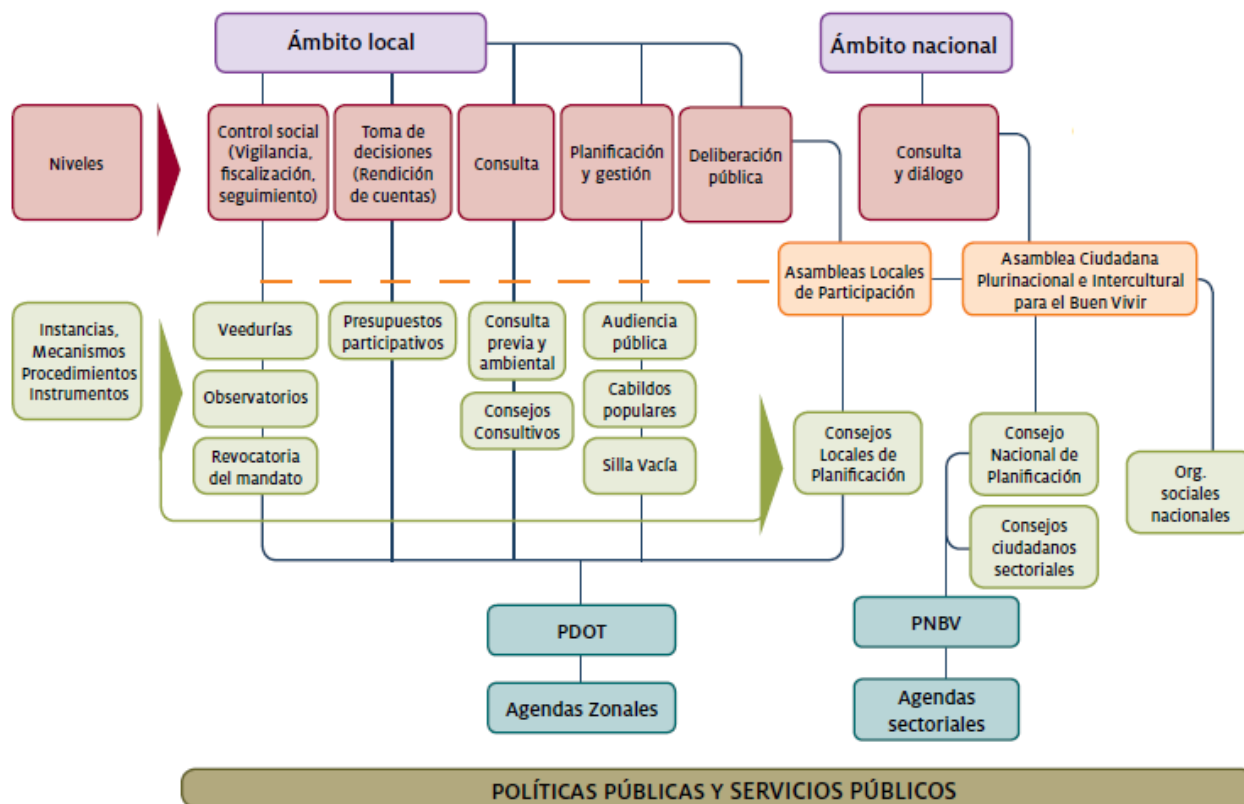 Ámbito local
Ámbito nacional
Niveles
Control social
(Vigilancia,
fiscalización,
seguimiento)
Toma de
decisiones
(Rendición
de cuentas)
Consulta
Planificación
y gestión
Deliberación
pública
Consulta
y diálogo
Asambleas Locales
de Participación
Asamblea Ciudadana
Plurinacional e Intercultural
para el Buen Vivir
Instancias,
Mecanismos
Procedimientos
Instrumentos
Veedurías
Observatorios
Revocatoria
del mandato
Presupuestos
participativos
Consulta
previa y
ambiental
Consejos
Consultivos
Audiencia
pública
Cabildos
populares
Silla Vacía
Consejos
Locales de
Planificación
Consejo
Nacional de
Planificación
Consejos
ciudadanos
sectoriales
Org.
sociales
nacionales
PDOT
PNBV
Agendas Zonales
Agendas
sectoriales
POLÍTICAS PÚBLICAS Y SERVICIOS PÚBLICOS